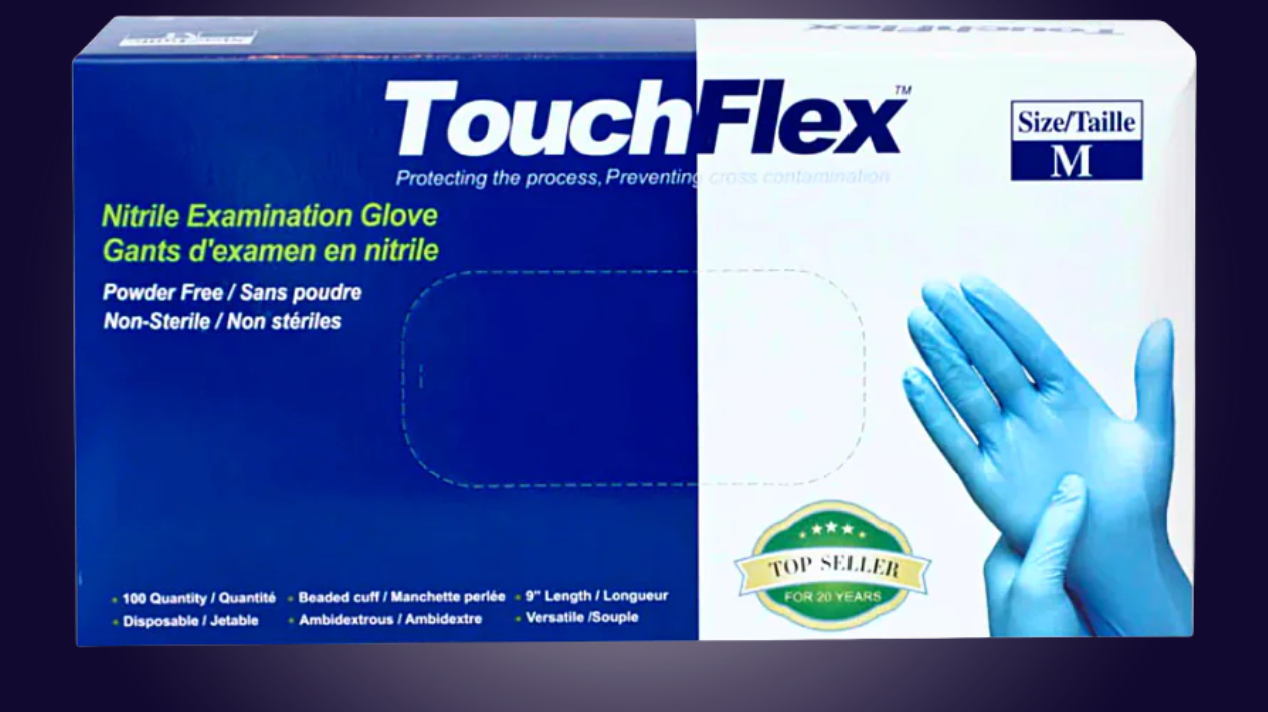 TouchFlex™
Protecting the process, Preventing cross contamination
Size/Taille
M
Nitrile Examination Glove
Gants d'examen en nitrile
Powder Free / Sans poudre
Non-Sterile / Non stériles
TOP SELLER
FOR 20 YEARS
• 100 Quantity / Quantité • Beaded cuff / Manchette perlée • 9" Length / Longueur
• Disposable / Jetable • Ambidextrous / Ambidextre • Versatile /Souple